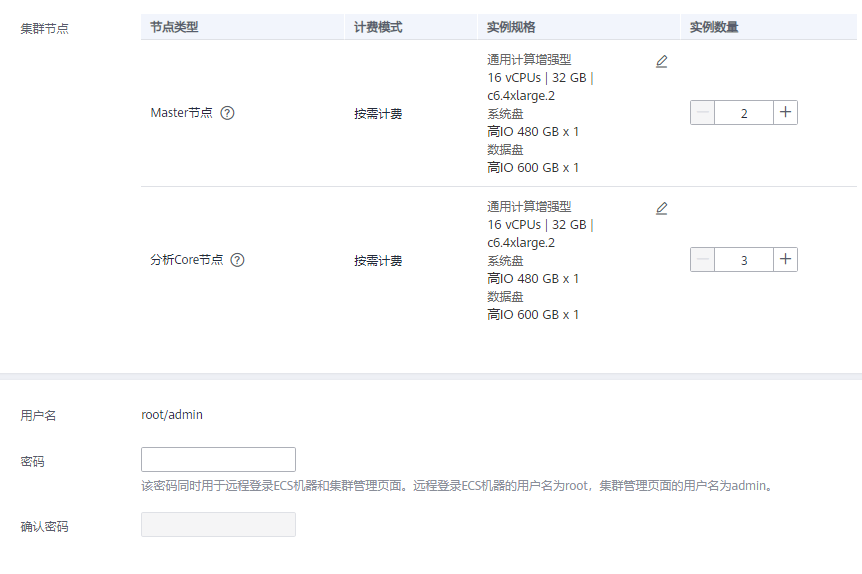 集群节点
节点类型 计费模式 实例规格 实例数量
Master节点 ? 按需计费
通用计算增强型
16 vCPUs | 32 GB |
c6.4xlarge.2
系统盘
高IO 480 GB x 1
数据盘
高IO 600 GB x 1
2
分析Core节点 ? 按需计费
通用计算增强型
16 vCPUs | 32 GB |
c6.4xlarge.2
系统盘
高IO 480 GB x 1
数据盘
高IO 600 GB x 1
3
用户名 root/admin
密码
该密码同时用于远程登录ECS机器和集群管理页面。远程登录ECS机器的用户名为root，集群管理页面的用户名为admin。
确认密码